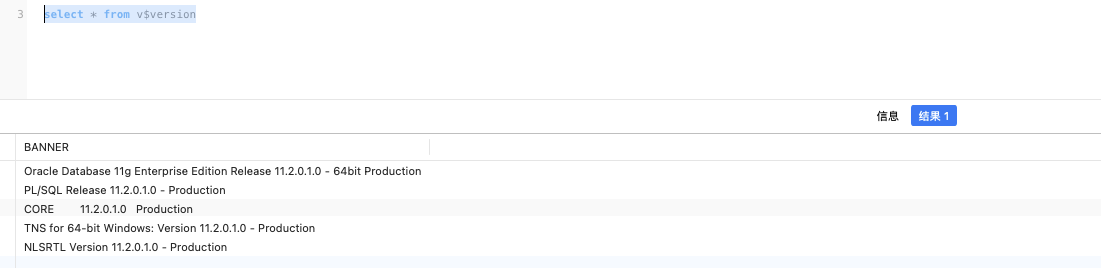 3 select * from v$version
信息 结果 1
BANNER
Oracle Database 11g Enterprise Edition Release 11.2.0.1.0 - 64bit Production
PL/SQL Release 11.2.0.1.0 - Production
CORE 11.2.0.1.0 Production
TNS for 64-bit Windows: Version 11.2.0.1.0 - Production
NLSRTL Version 11.2.0.1.0 - Production